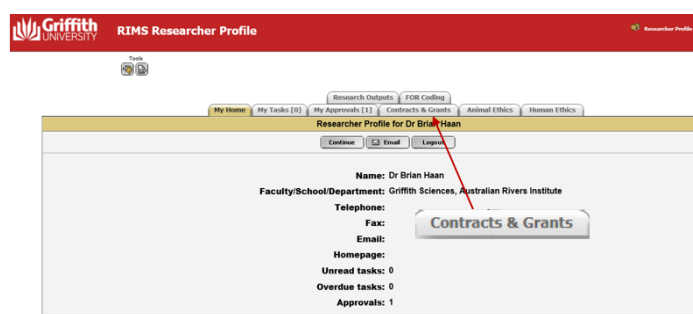 Griffith
UNIVERSITY
RIMS Researcher Profile
Researcher Profile
Tools
Research Outputs FOR Coding
My Home My Tasks [0] My Approvals [1] Contracts & Grants Animal Ethics Human Ethics
Researcher Profile for Dr Brian Haan
Continue Email Logout
Name: Dr Brian Haan
Faculty/School/Department: Griffith Sciences, Australian Rivers Institute
Telephone:
Contracts & Grants
Fax:
Email:
Homepage:
Unread tasks: 0
Overdue tasks: 0
Approvals: 1